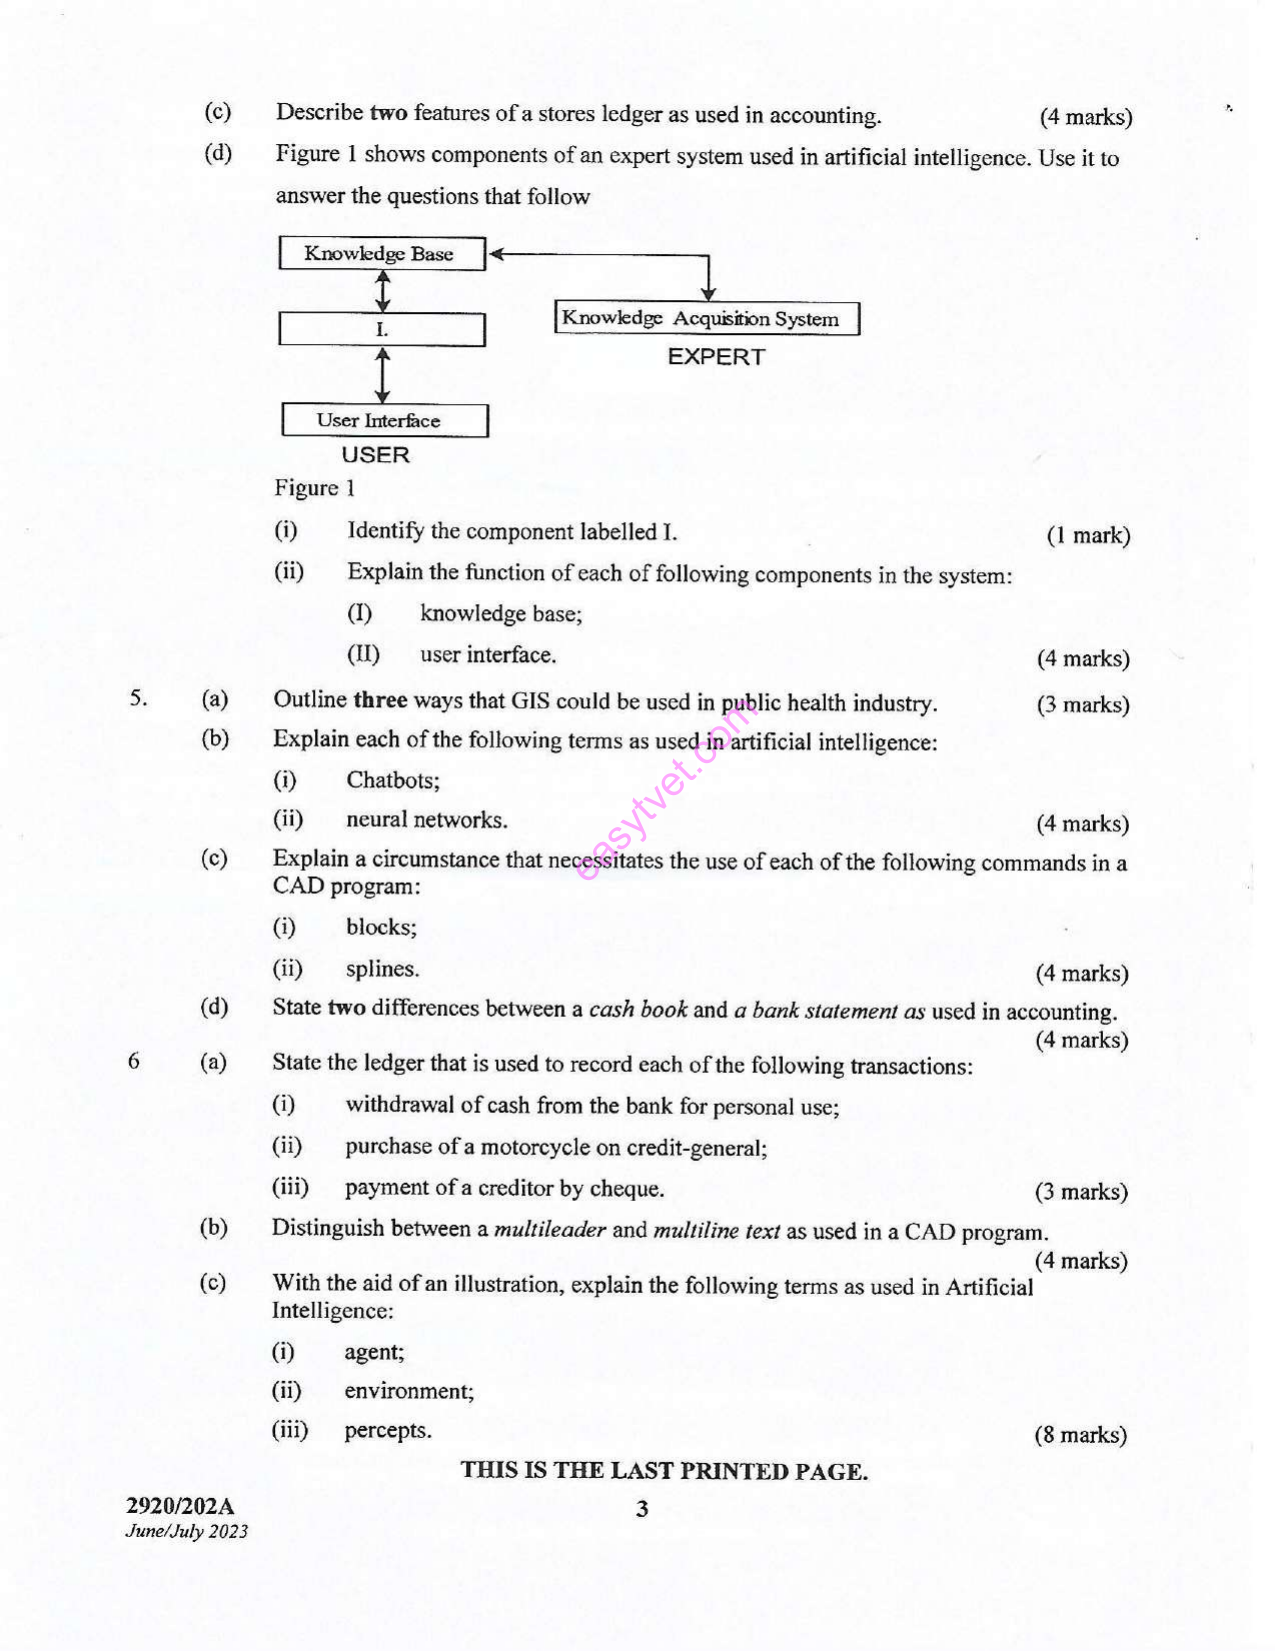 (c) Describe two features of a stores ledger as used in accounting. (4 marks)
(d) Figure 1 shows components of an expert system used in artificial intelligence. Use it to
answer the questions that follow
Knowledge Base
I.
Knowledge Acquisition System
EXPERT
User Interface
USER
Figure 1
(i) Identify the component labelled I. (1 mark)
(ii) Explain the function of each of following components in the system:
(I) knowledge base;
(II) user interface. (4 marks)
5. (a) Outline three ways that GIS could be used in public health industry. (3 marks)
(b) Explain each of the following terms as used in artificial intelligence:
(i) Chatbots;
(ii) neural networks. (4 marks)
(c) Explain a circumstance that necessitates the use of each of the following commands in a
CAD program:
(i) blocks;
(ii) splines. (4 marks)
(d) State two differences between a cash book and a bank statement as used in accounting.
(4 marks)
6 (a) State the ledger that is used to record each of the following transactions:
(i) withdrawal of cash from the bank for personal use;
(ii) purchase of a motorcycle on credit-general;
(iii) payment of a creditor by cheque. (3 marks)
(b) Distinguish between a multileader and multiline text as used in a CAD program.
(4 marks)
(c) With the aid of an illustration, explain the following terms as used in Artificial
Intelligence:
(i) agent;
(ii) environment;
(iii) percepts. (8 marks)
THIS IS THE LAST PRINTED PAGE.
2920/202A 3
June/July 2023
easytvet.com